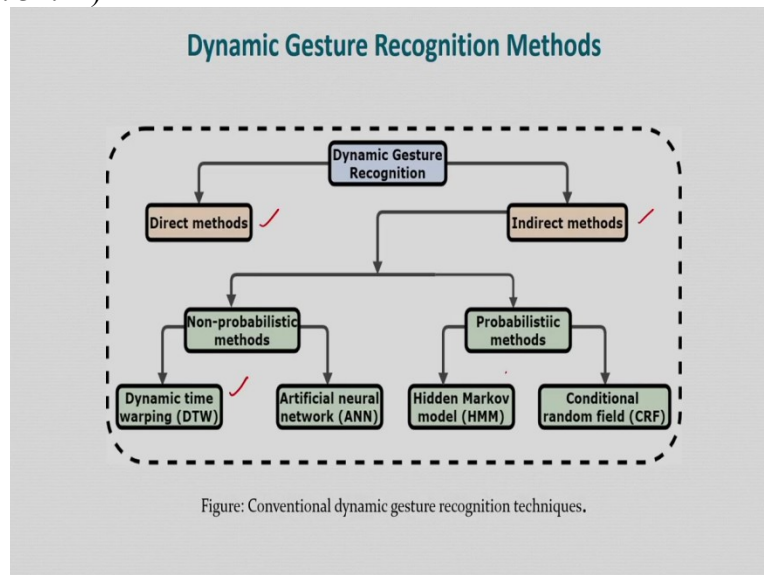 Dynamic Gesture Recognition Methods
Dynamic Gesture
Recognition
Direct methods
Indirect methods
Non-probabilistic
methods
Probabilistiic
methods
Dynamic time
warping (DTW)
Artificial neural
network (ANN)
Hidden Markov
model (HMM)
Conditional
random field (CRF)
Figure: Conventional dynamic gesture recognition techniques.